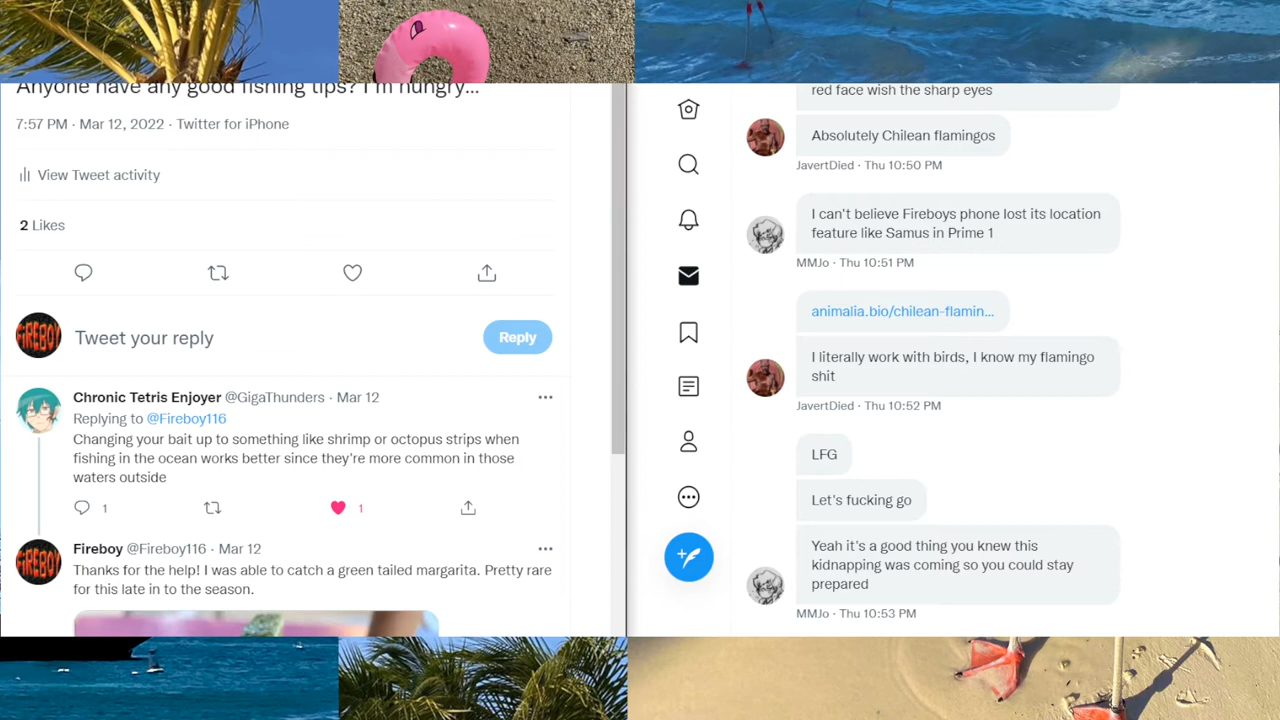 Anyone have any good fishing tips? I'm hungry...
7:57 PM · Mar 12, 2022 · Twitter for iPhone
View Tweet activity
2 Likes
FIREBOY
Tweet your reply
Reply
Chronic Tetris Enjoyer @GigaThunders · Mar 12
Replying to @Fireboy116
Changing your bait up to something like shrimp or octopus strips when
fishing in the ocean works better since they're more common in those
waters outside
1
1
FIREBOY
Fireboy @Fireboy116 · Mar 12
Thanks for the help! I was able to catch a green tailed margarita. Pretty rare
for this late in to the season.
red face wish the sharp eyes
Absolutely Chilean flamingos
JavertDied · Thu 10:50 PM
I can't believe Fireboys phone lost its location
feature like Samus in Prime 1
MMJo · Thu 10:51 PM
animalia.bio/chilean-flamin...
I literally work with birds, I know my flamingo
shit
JavertDied · Thu 10:52 PM
LFG
Let's fucking go
Yeah it's a good thing you knew this
kidnapping was coming so you could stay
prepared
MMJo · Thu 10:53 PM